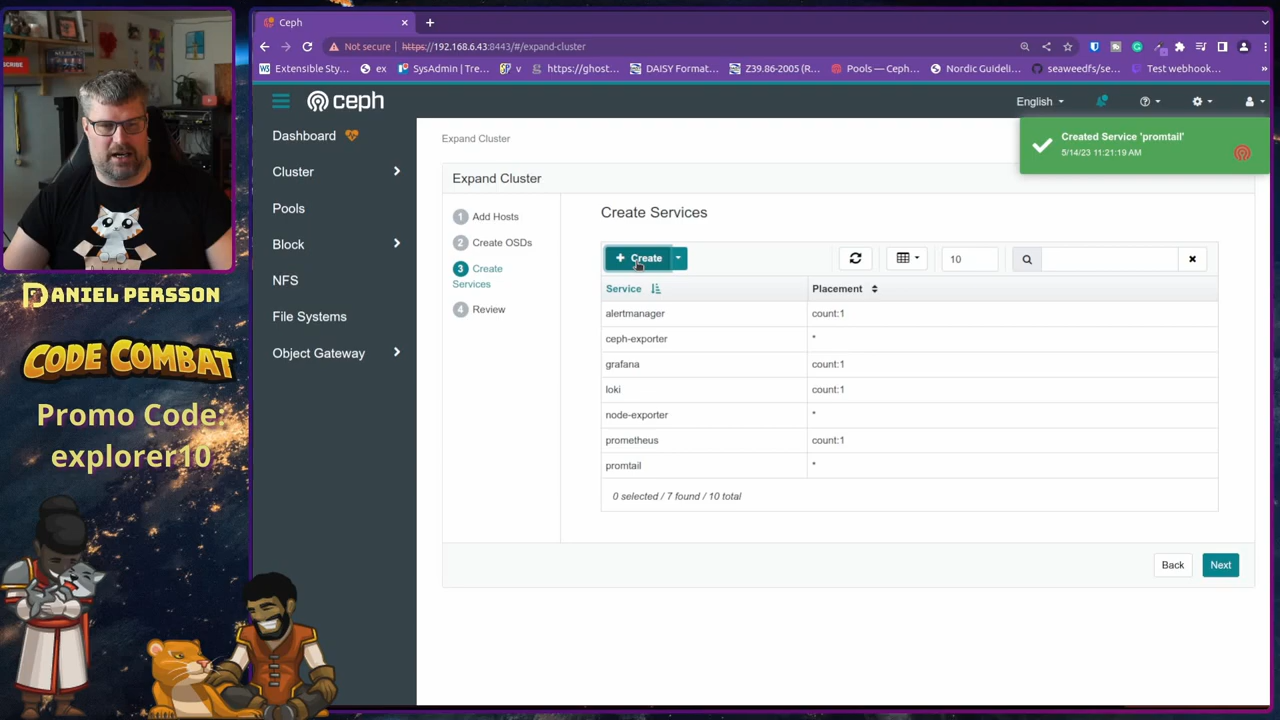 Ceph
Not secure
https://192.168.6.43:8443/#/expand-cluster
Extensible Sty...
ex
SysAdmin | Tre...
v
https://ghost...
DAISY Format...
Z39.86-2005 (R...
Pools — Ceph...
Nordic Guideli...
seaweedfs/se...
Test webhook...
»
SCRIBE
ceph
English
Created Service 'promtail'
5/14/23 11:21:19 AM
Dashboard
Cluster
Pools
Block
NFS
File Systems
Object Gateway
Expand Cluster
Expand Cluster
1 Add Hosts
2 Create OSDs
3 Create
Services
4 Review
Create Services
+ Create
10
Service
Placement
alertmanager
count:1
ceph-exporter
*
grafana
count:1
loki
count:1
node-exporter
*
prometheus
count:1
promtail
*
0 selected / 7 found / 10 total
Back
Next
DANIEL PERSSON
CODE COMBAT
Promo Code:
explorer10